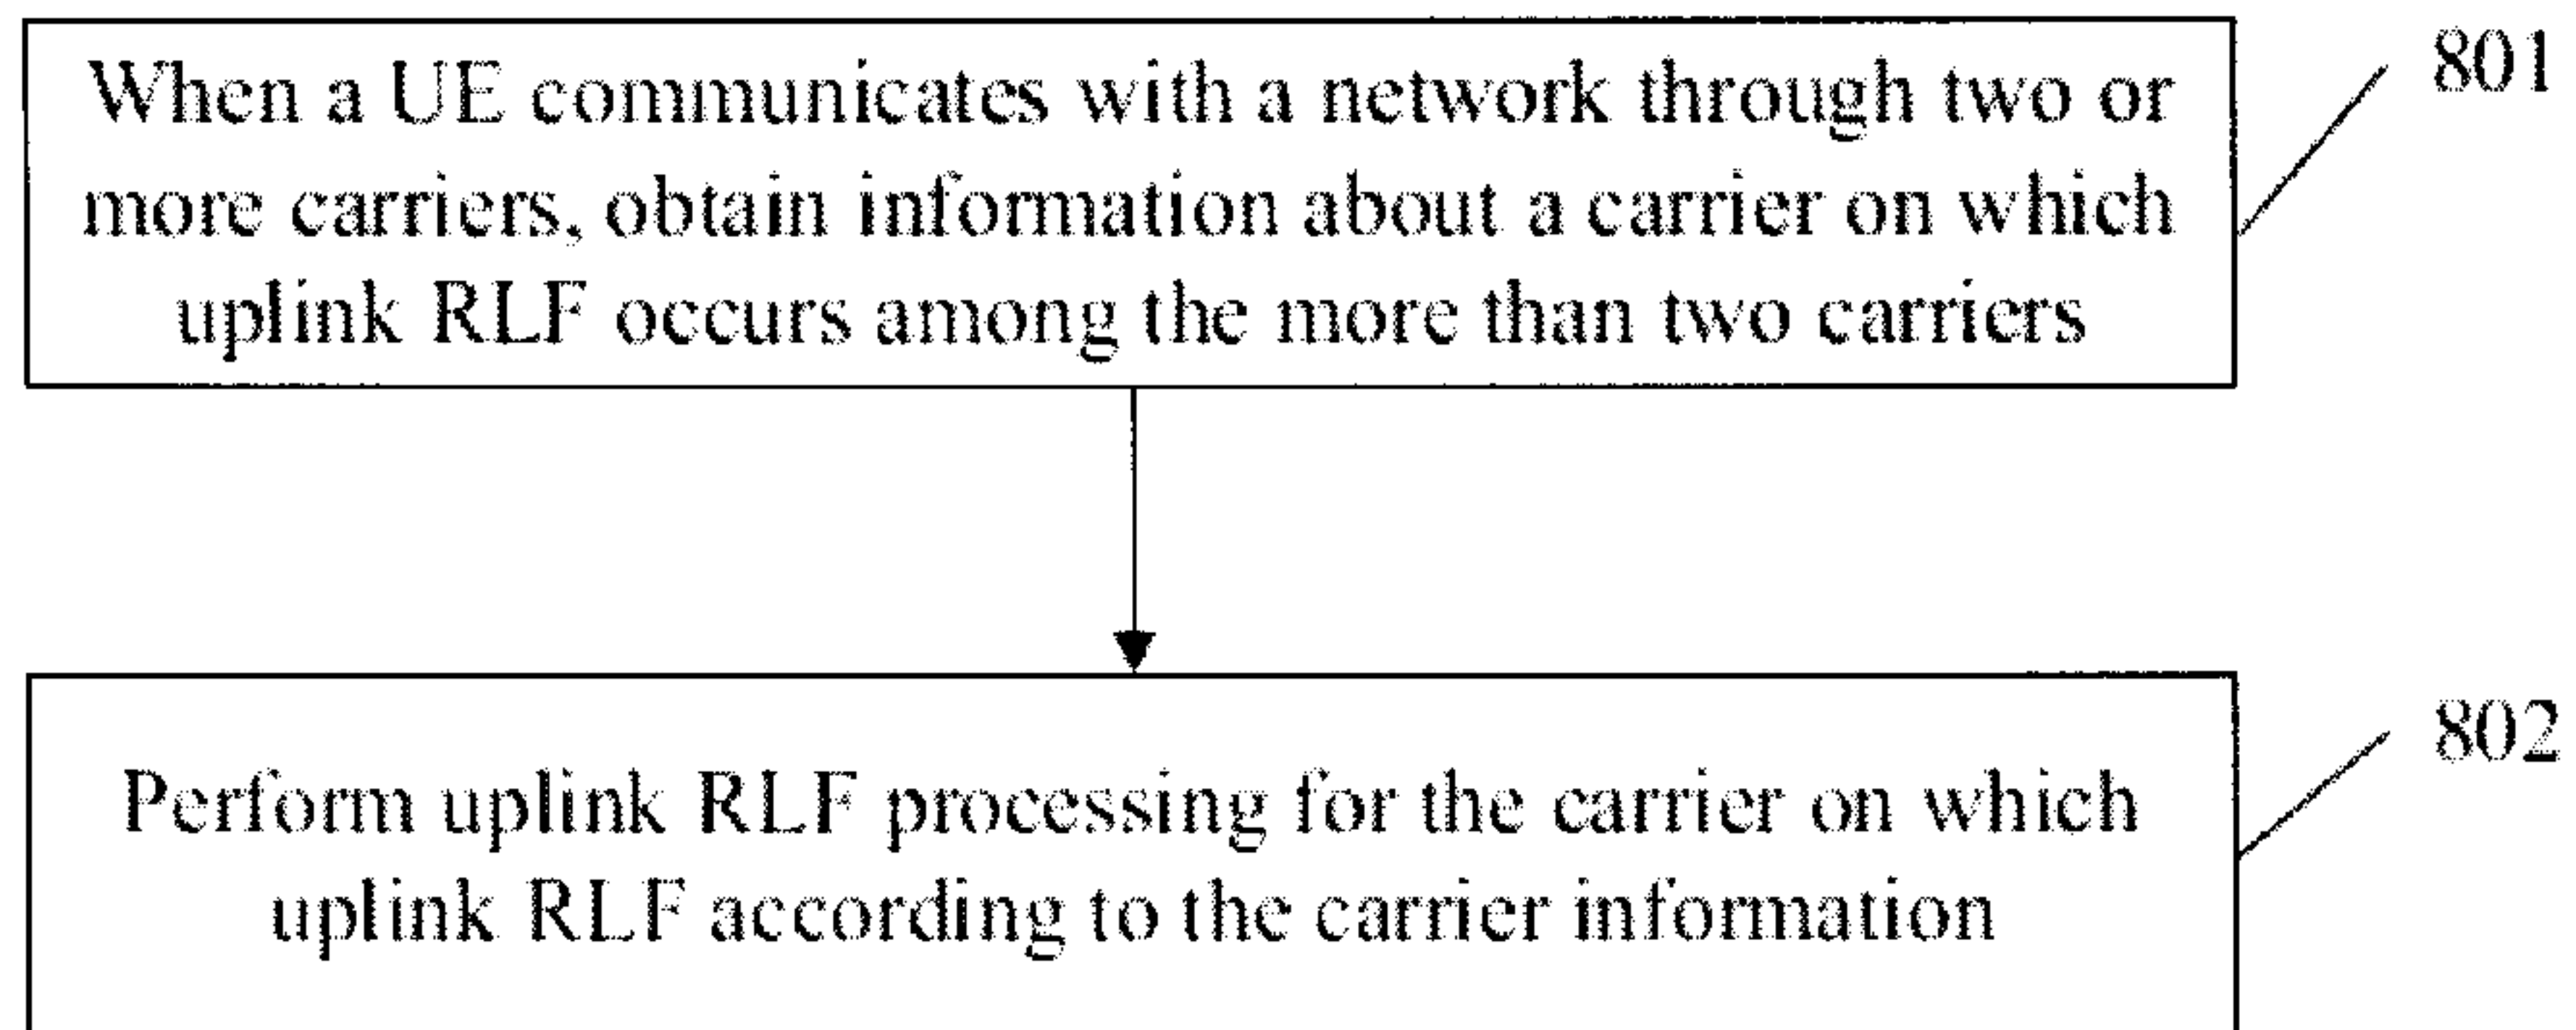 When a UE communicates with a network through two or
more carriers, obtain information about a carrier on which
uplink RLF occurs among the more than two carriers
801
Perform uplink RLF processing for the carrier on which
uplink RLF according to the carrier information
802